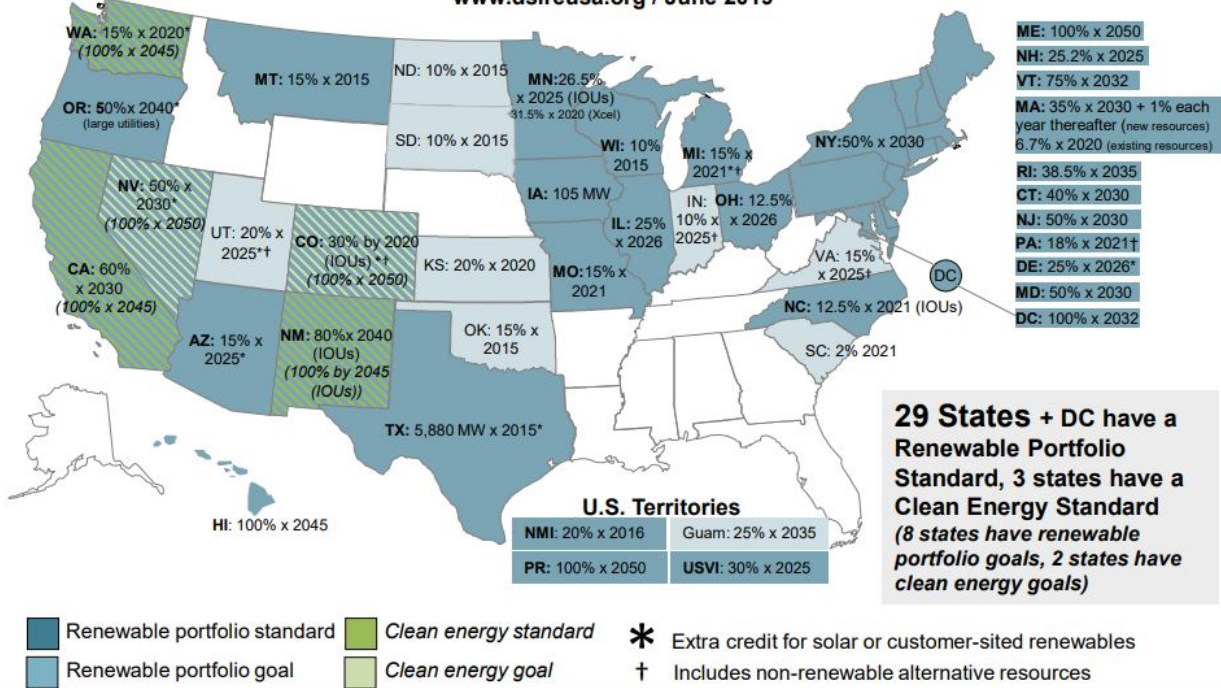 www.dsireusa.org / June 2019
WA: 15% x 2020*
(100% x 2045)
OR: 50%x 2040*
(large utilities)
MT: 15% x 2015
ND: 10% x 2015
SD: 10% x 2015
MN:26.5%
x 2025 (IOUs)
31.5% x 2020 (Xcel)
WI: 10%
2015
MI: 15% x
2021*†
NY:50% x 2030
NV: 50% x
2030*
(100% x 2050)
UT: 20% x
2025*†
CO: 30% by 2020
(IOUs) *†
(100% x 2050)
KS: 20% x 2020
IA: 105 MW
IL: 25%
x 2026
IN:
10% x
2025†
OH: 12.5%
x 2026
MO:15% x
2021
VA: 15%
x 2025†
DC
CA: 60%
x 2030
(100% x 2045)
AZ: 15% x
2025*
NM: 80%x 2040
(IOUs)
(100% by 2045
(IOUs))
OK: 15% x
2015
NC: 12.5% x 2021 (IOUs)
SC: 2% 2021
TX: 5,880 MW x 2015*
HI: 100% x 2045
ME: 100% x 2050
NH: 25.2% x 2025
VT: 75% x 2032
MA: 35% x 2030 + 1% each
year thereafter (new resources)
6.7% x 2020 (existing resources)
RI: 38.5% x 2035
CT: 40% x 2030
NJ: 50% x 2030
PA: 18% x 2021†
DE: 25% x 2026*
MD: 50% x 2030
DC: 100% x 2032
29 States + DC have a
Renewable Portfolio
Standard, 3 states have a
Clean Energy Standard
(8 states have renewable
portfolio goals, 2 states have
clean energy goals)
U.S. Territories
NMI: 20% x 2016
Guam: 25% x 2035
PR: 100% x 2050
USVI: 30% x 2025
Renewable portfolio standard
Clean energy standard
* Extra credit for solar or customer-sited renewables
Renewable portfolio goal
Clean energy goal
† Includes non-renewable alternative resources